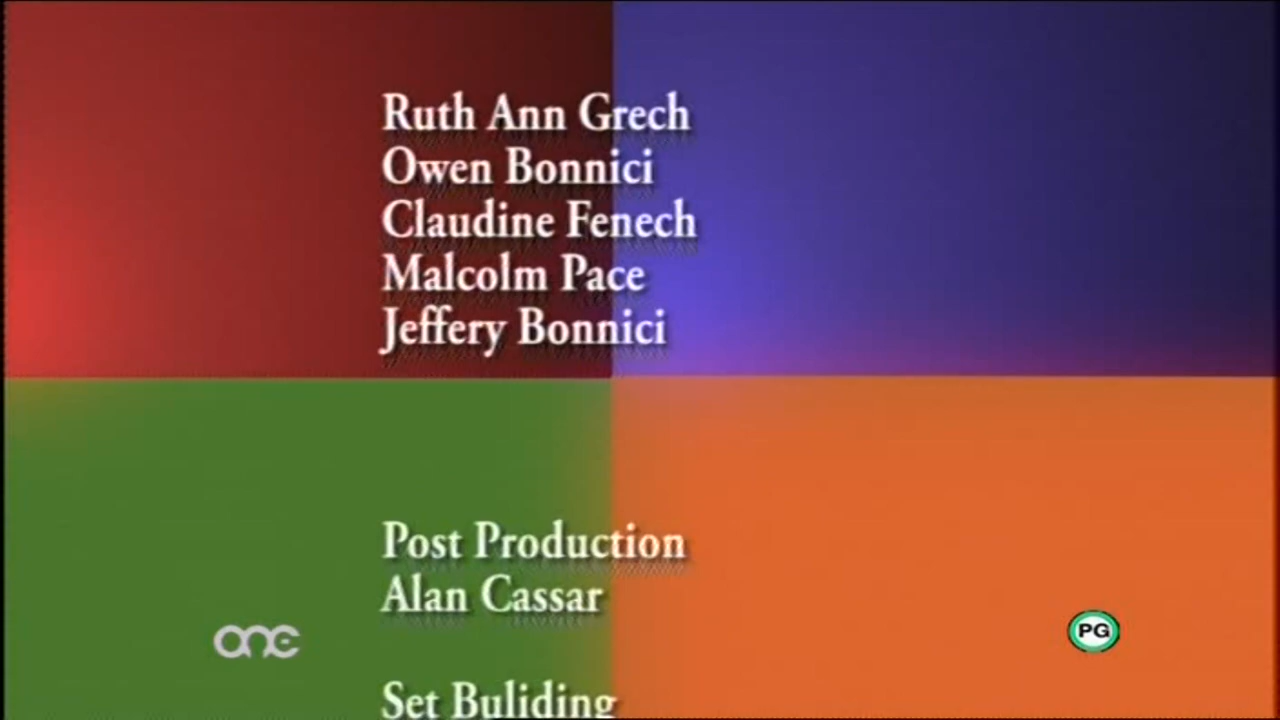 Ruth Ann Grech
Owen Bonnici
Claudine Fenech
Malcolm Pace
Jeffery Bonnici
Post Production
Alan Cassar
one
PG
Set Buliding